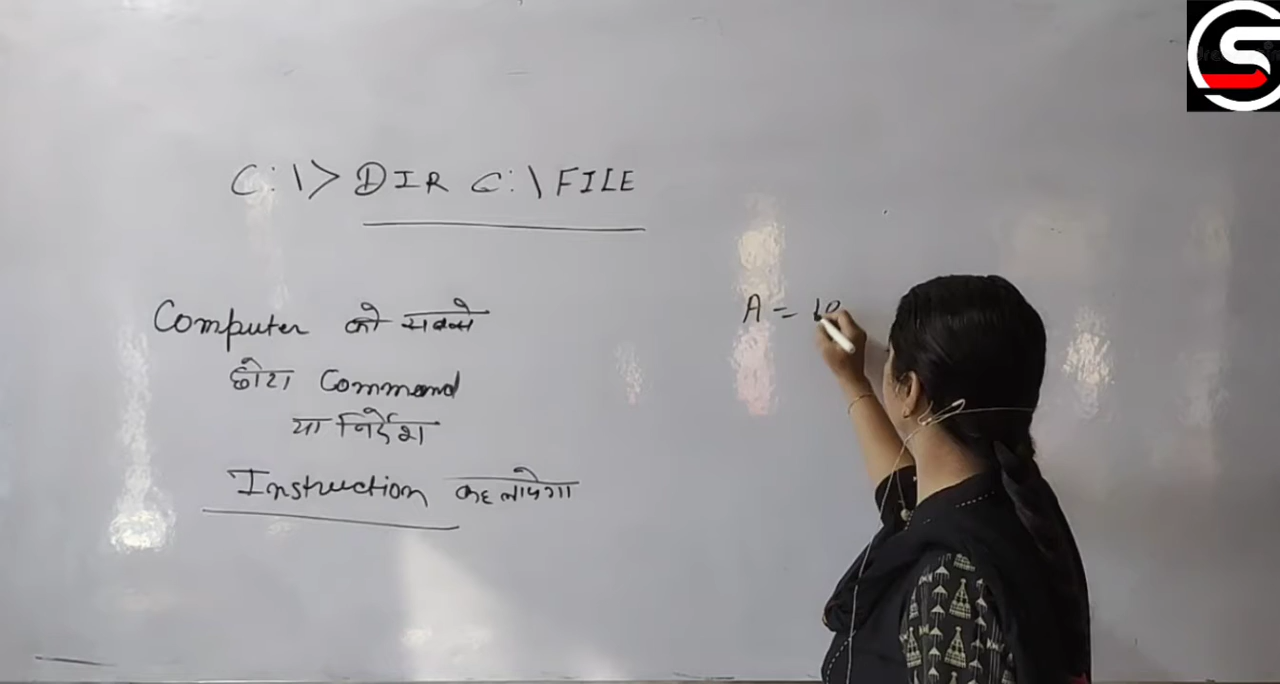 C:\> DIR C:\FILE
Computer को सबसे
छोटा Command
या निर्देश
Instruction कहलायेगा
A = 10